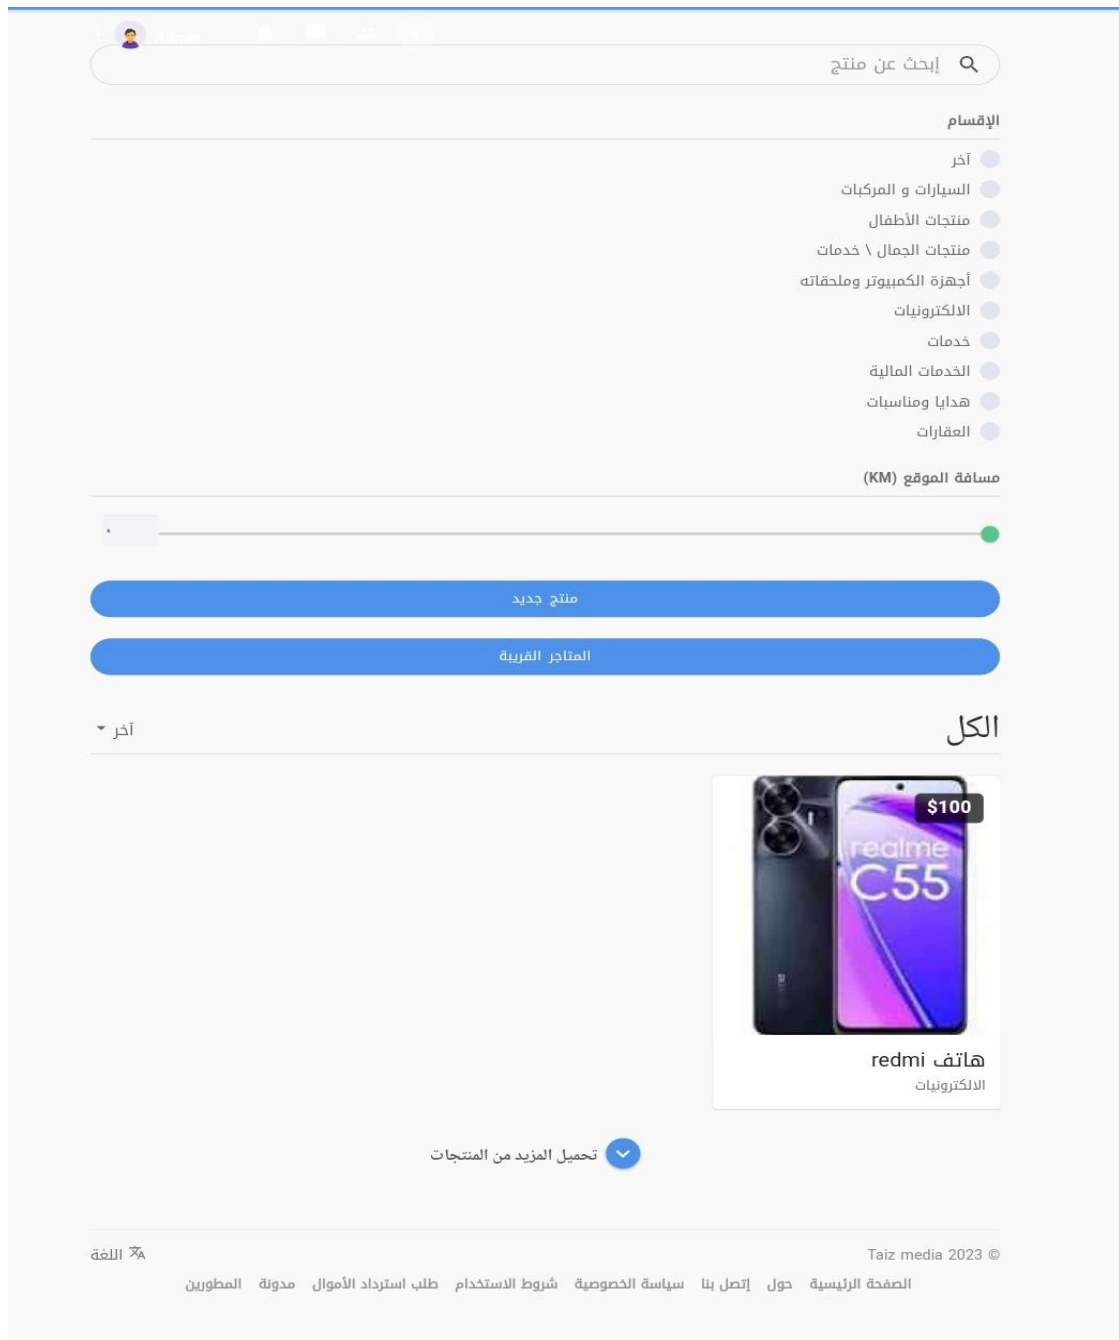 إبحث عن منتج
الإقسام
آخر
السيارات و المركبات
منتجات الأطفال
منتجات الجمال \ خدمات
أجهزة الكمبيوتر وملحقاته
الالكترونيات
خدمات
الخدمات المالية
هدايا ومناسبات
العقارات
مسافة الموقع (KM)
منتج جديد
المتاجر القريبة
الكل
آخر
$100
realme
C55
هاتف redmi
الالكترونيات
تحميل المزيد من المنتجات
© 2023 Taiz media
اللغة
الصفحة الرئيسية حول إتصل بنا سياسة الخصوصية شروط الاستخدام طلب استرداد الأموال مدونة المطورين